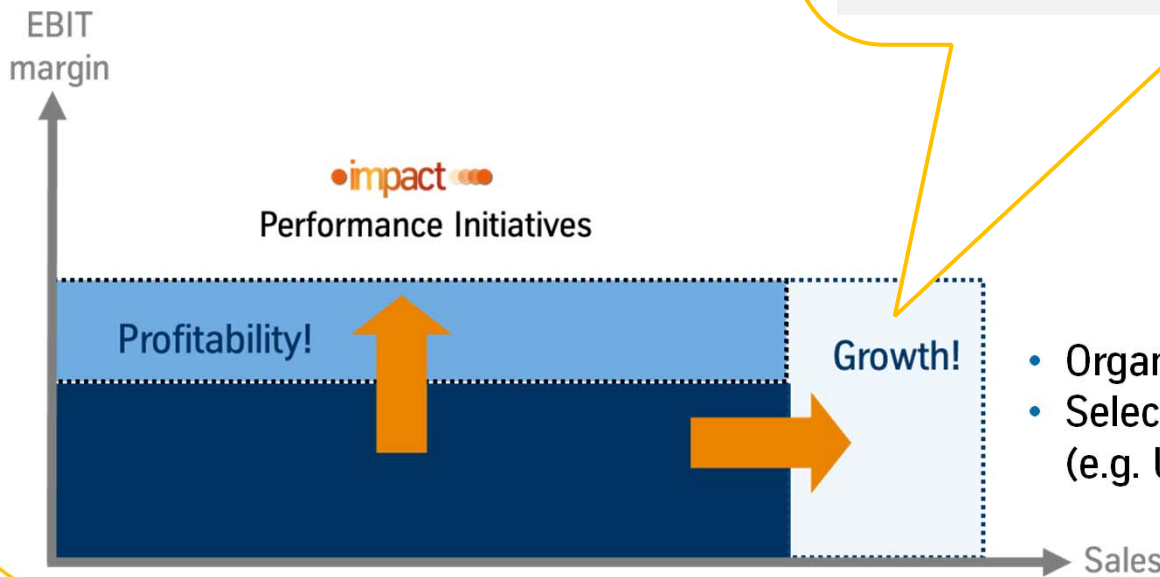 EBIT
margin
impact
Performance Initiatives
Profitability!
Growth!
•
• 
(e.g.
Sales